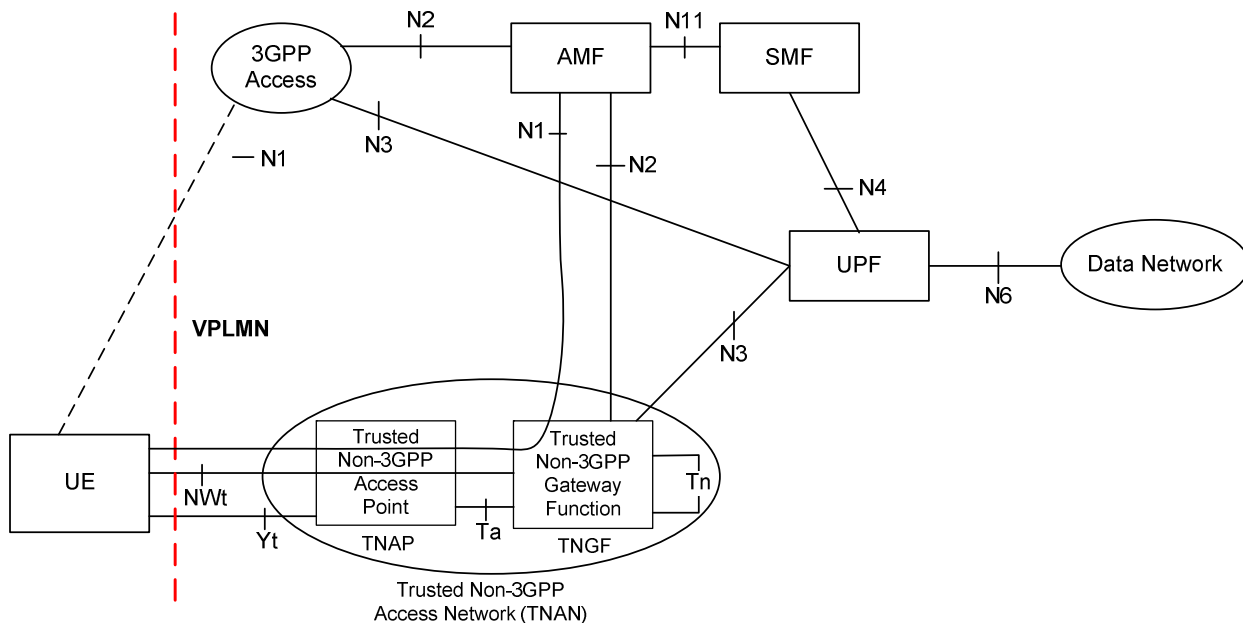 N2
N11
3GPP
Access
AMF
SMF
N1
N3
N1
N2
N4
UPF
Data Network
N6
VPLMN
N3
UE
Trusted
Non-3GPP
Access
Point
Trusted
Non-3GPP
Gateway
Function
Tn
NWt
Yt
Ta
TNAP
TNGF
Trusted Non-3GPP
Access Network (TNAN)